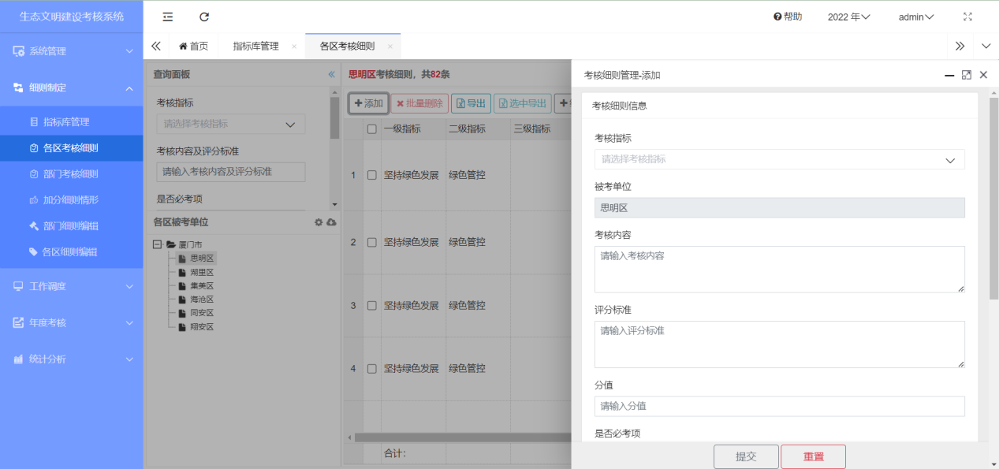 生态文明建设考核系统
帮助
2022 年
admin
首页
指标库管理
各区考核细则
系统管理
细则制定
指标库管理
各区考核细则
部门考核细则
加分细则情形
部门细则编辑
各区细则编辑
工作调度
年度考核
统计分析
查询面板
考核指标
请选择考核指标
考核内容及评分标准
请输入考核内容及评分标准
是否必考项
各区被考单位
厦门市
思明区
湖里区
集美区
海沧区
同安区
翔安区
思明区考核细则，共82条
添加 批量删除 导出 选中导出
一级指标 二级指标 三级指标
1 坚持绿色发展 绿色管控
2 坚持绿色发展 绿色管控
3 坚持绿色发展 绿色管控
4 坚持绿色发展 绿色管控
合计:
考核细则管理-添加
考核细则信息
考核指标
请选择考核指标
被考单位
思明区
考核内容
请输入考核内容
评分标准
请输入评分标准
分值
请输入分值
是否必考项
提交 重置